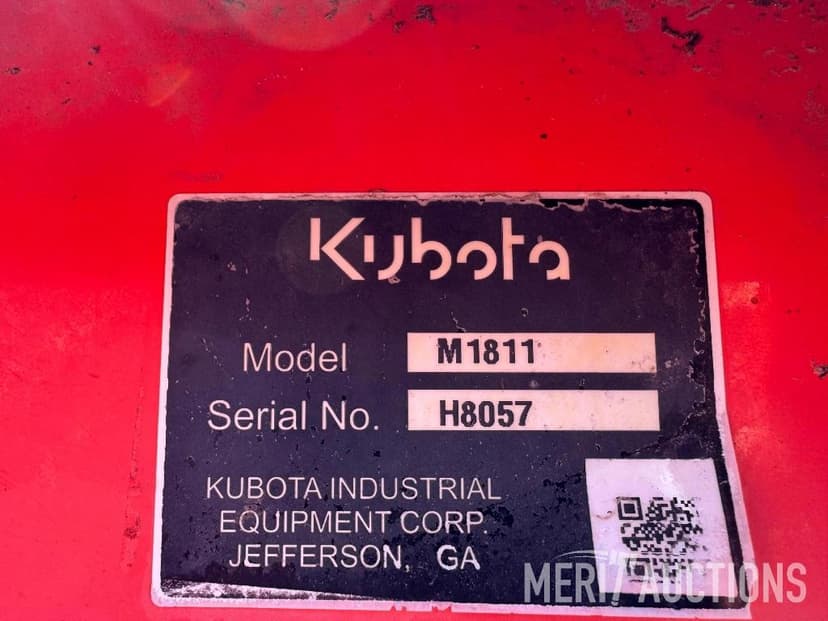 Kubota
Model M1811
Serial No. H8057
KUBOTA INDUSTRIAL
EQUIPMENT CORP.
JEFFERSON, GA
MERIT AUCTIONS